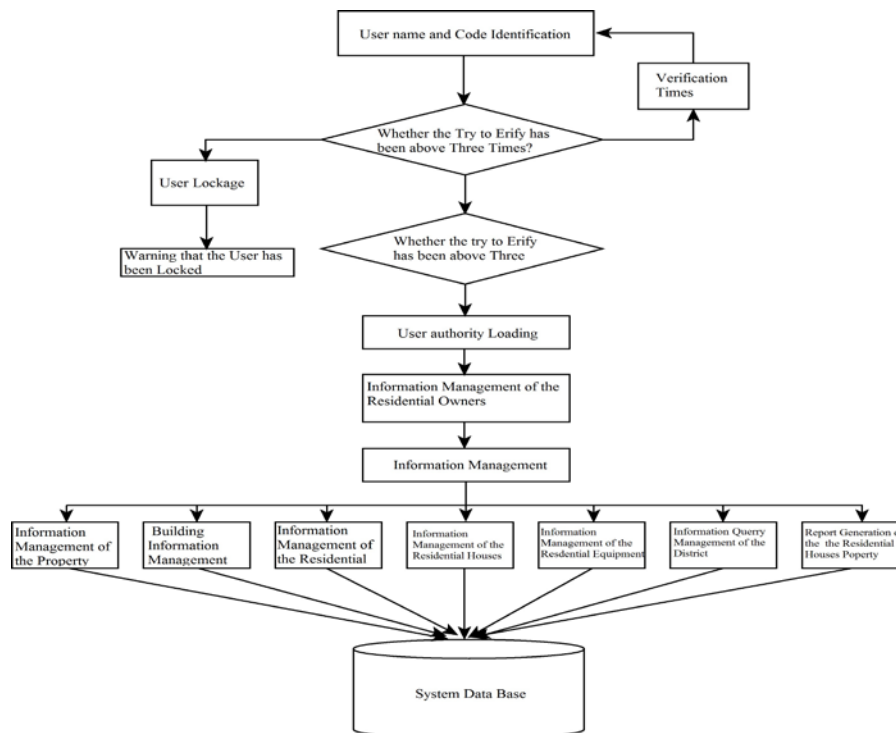 User name and Code Identification
Verification
Times
Whether the Try to Erify has
been above Three Times?
User Lockage
Whether the try to Erify
has been above Three
Warning that the User has
been Locked
User authority Loading
Information Management of the
Residential Owners
Information Management
Information
Management of
the Property
Building
Information
Management
Information
Management of
the Residential
Information
Management of the
Residential Houses
Information
Management of the
Resdential Equipment
Information Querry
Management of the
District
Report Generation
the the Residential
Houses Poperty
System Data Base